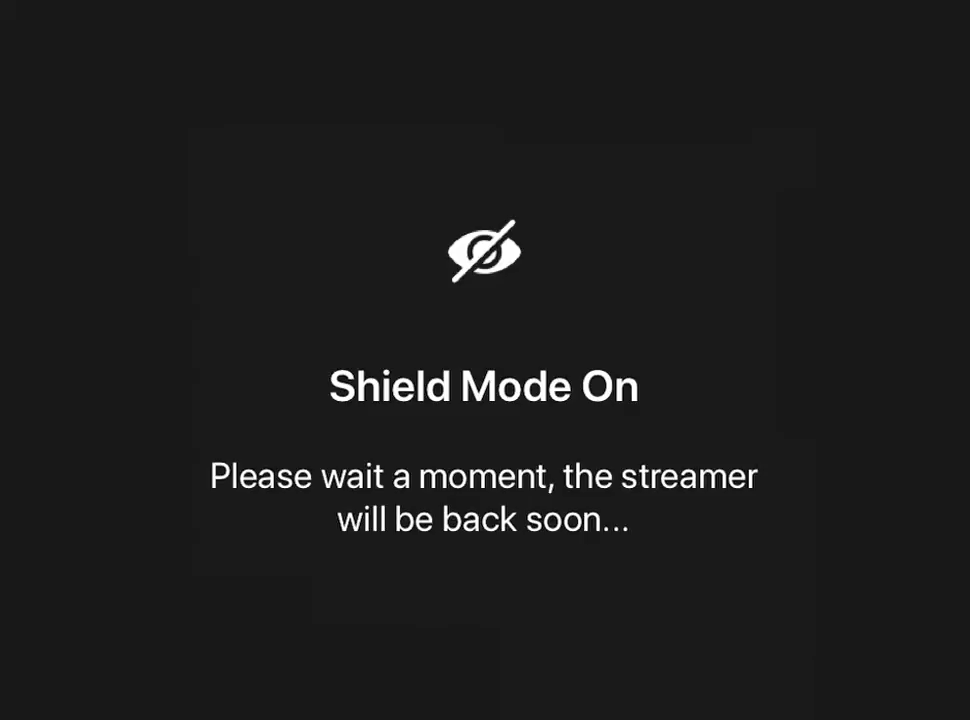 Shield Mode On
Please wait a moment, the streamer
will be back soon...